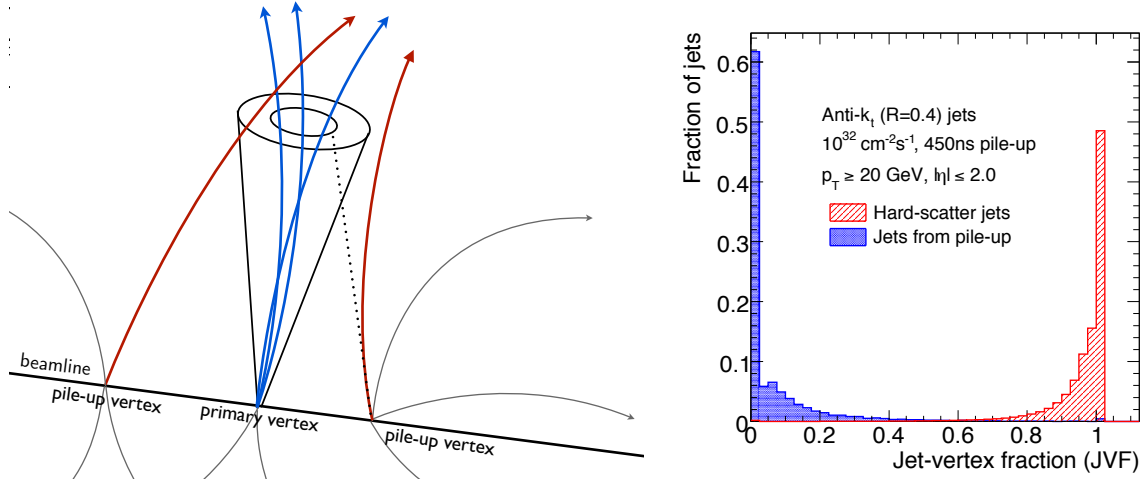 beamline
pile-up vertex
primary vertex
pile-up vertex
Fraction of jets
0.6
0.5
0.4
0.3
0.2
0.1
0
0 0.2 0.4 0.6 0.8 1
Jet-vertex fraction (JVF)
Anti-kt (R=0.4) jets
10³² cm⁻²s⁻¹, 450ns pile-up
pT ≥ 20 GeV, |η| ≤ 2.0
Hard-scatter jets
Jets from pile-up